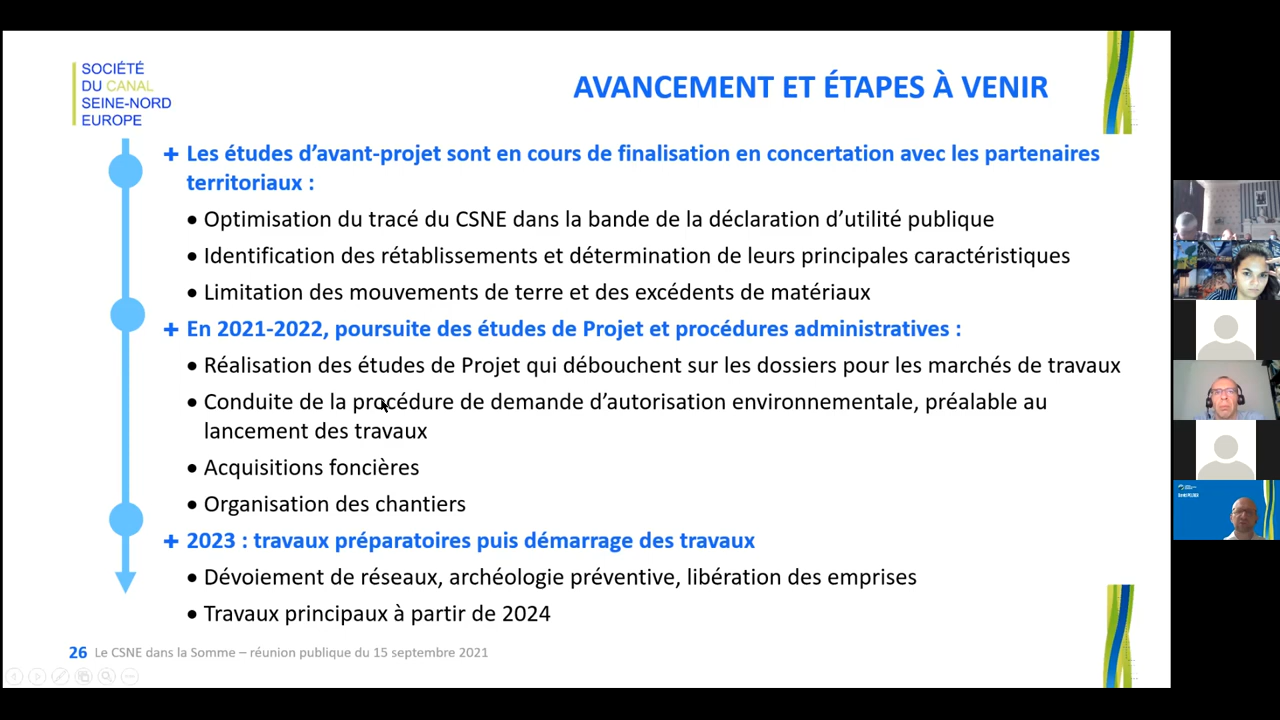 SOCIÉTÉ
DU CANAL
SEINE-NORD
EUROPE
AVANCEMENT ET ÉTAPES À VENIR
+ Les études d’avant-projet sont en cours de finalisation en concertation avec les partenaires
territoriaux :
• Optimisation du tracé du CSNE dans la bande de la déclaration d’utilité publique
• Identification des rétablissements et détermination de leurs principales caractéristiques
• Limitation des mouvements de terre et des excédents de matériaux
+ En 2021-2022, poursuite des études de Projet et procédures administratives :
• Réalisation des études de Projet qui débouchent sur les dossiers pour les marchés de travaux
• Conduite de la procédure de demande d’autorisation environnementale, préalable au
lancement des travaux
• Acquisitions foncières
• Organisation des chantiers
+ 2023 : travaux préparatoires puis démarrage des travaux
• Dévoiement de réseaux, archéologie préventive, libération des emprises
• Travaux principaux à partir de 2024
26 Le CSNE dans la Somme – réunion publique du 15 septembre 2021